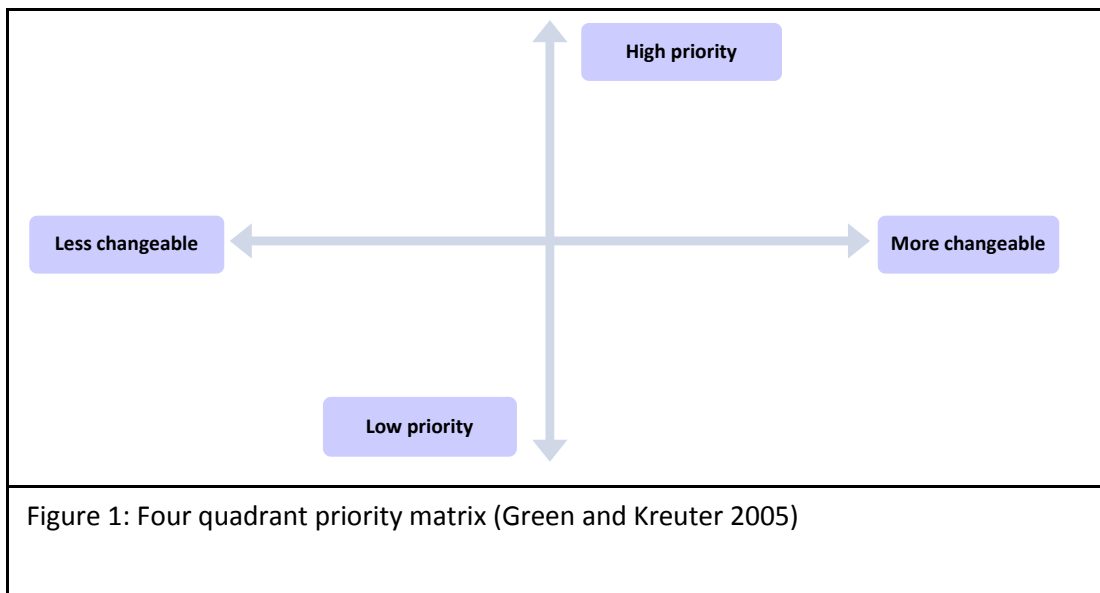 High priority
Less changeable
More changeable
Low priority
Figure 1: Four quadrant priority matrix (Green and Kreuter 2005)